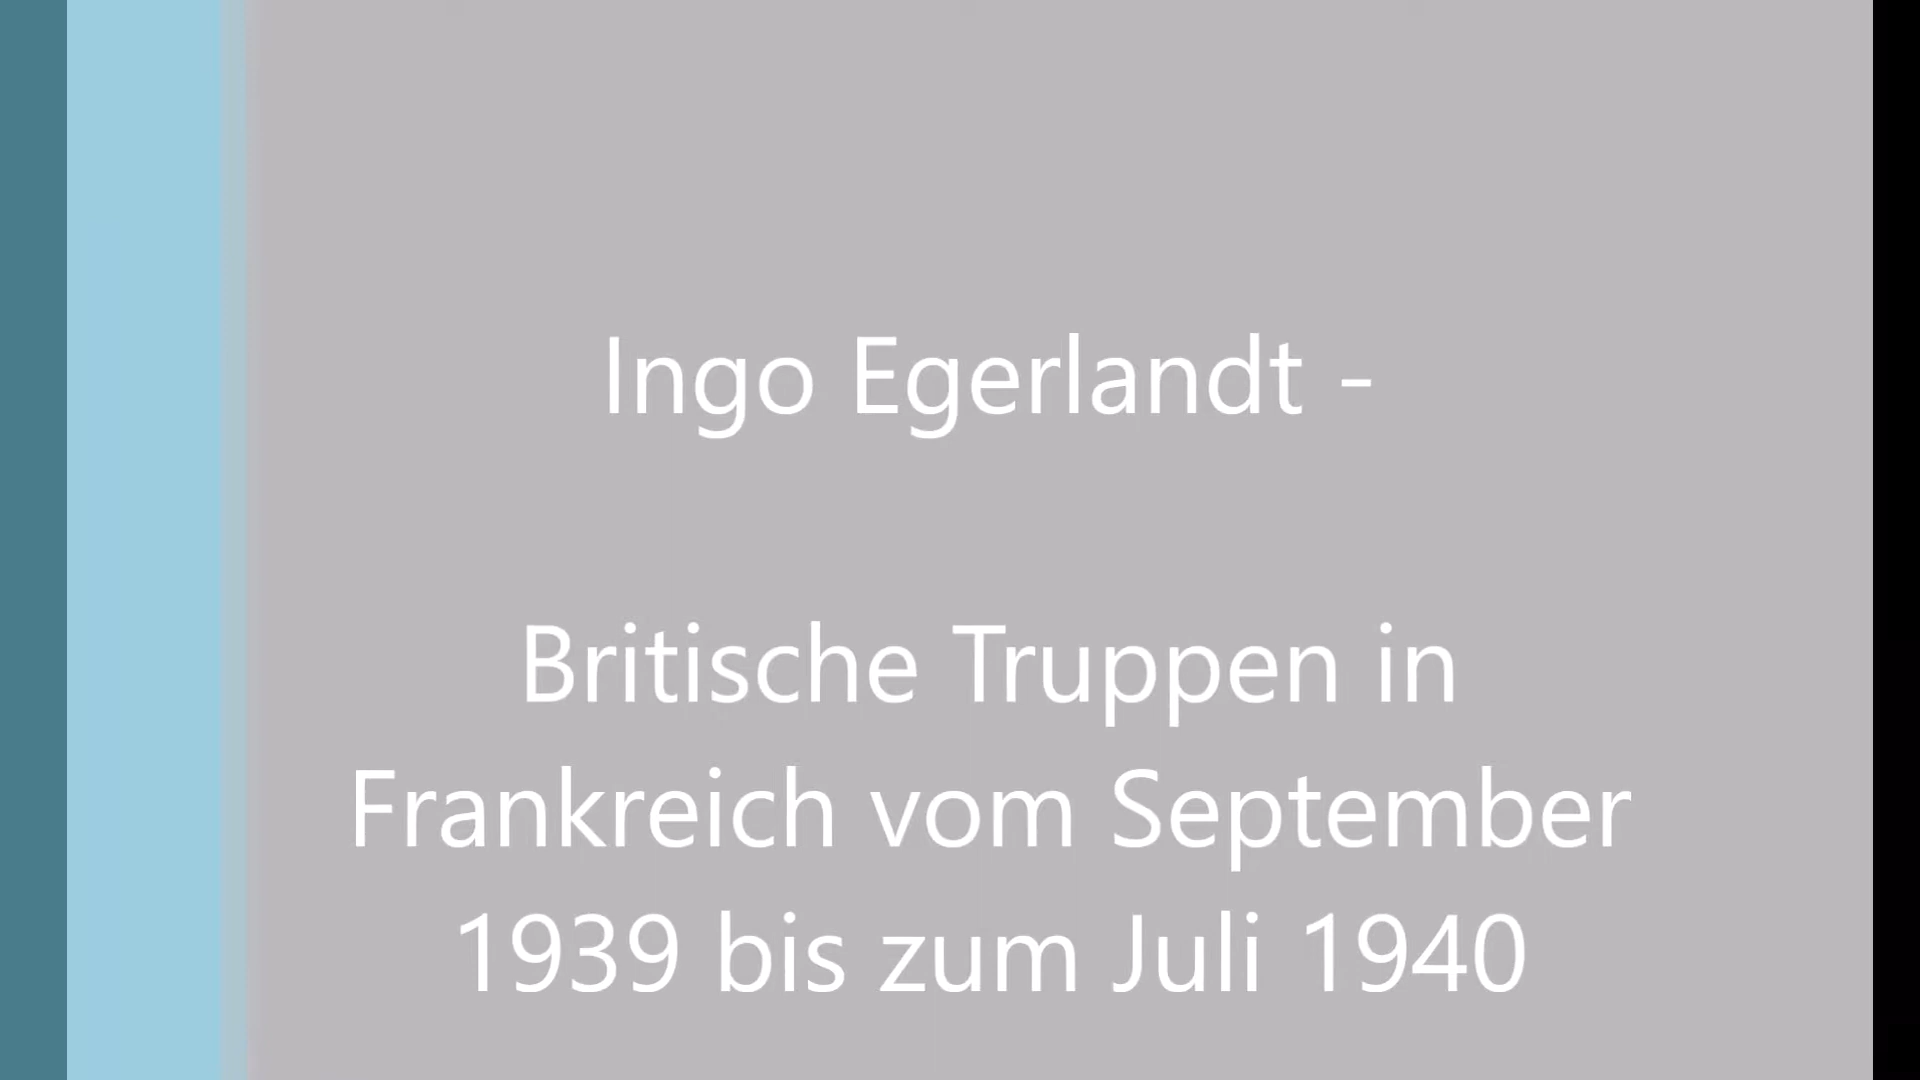 Ingo Egerlandt -
Britische Truppen in
Frankreich vom September
1939 bis zum Juli 1940